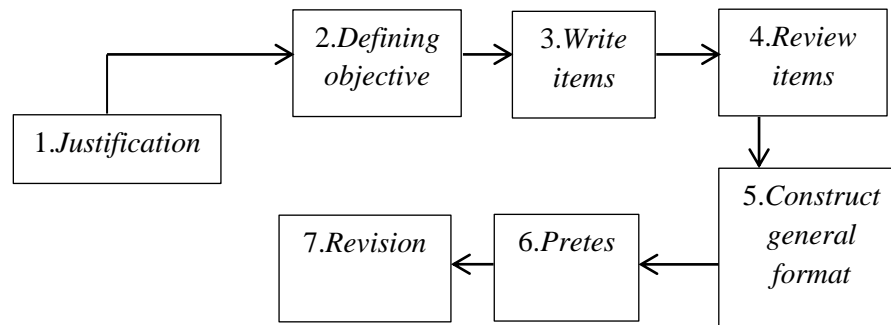 1.Justification
2.Defining
objective
3.Write
items
4.Review
items
5.Construct
general
format
6.Pretes
7.Revision